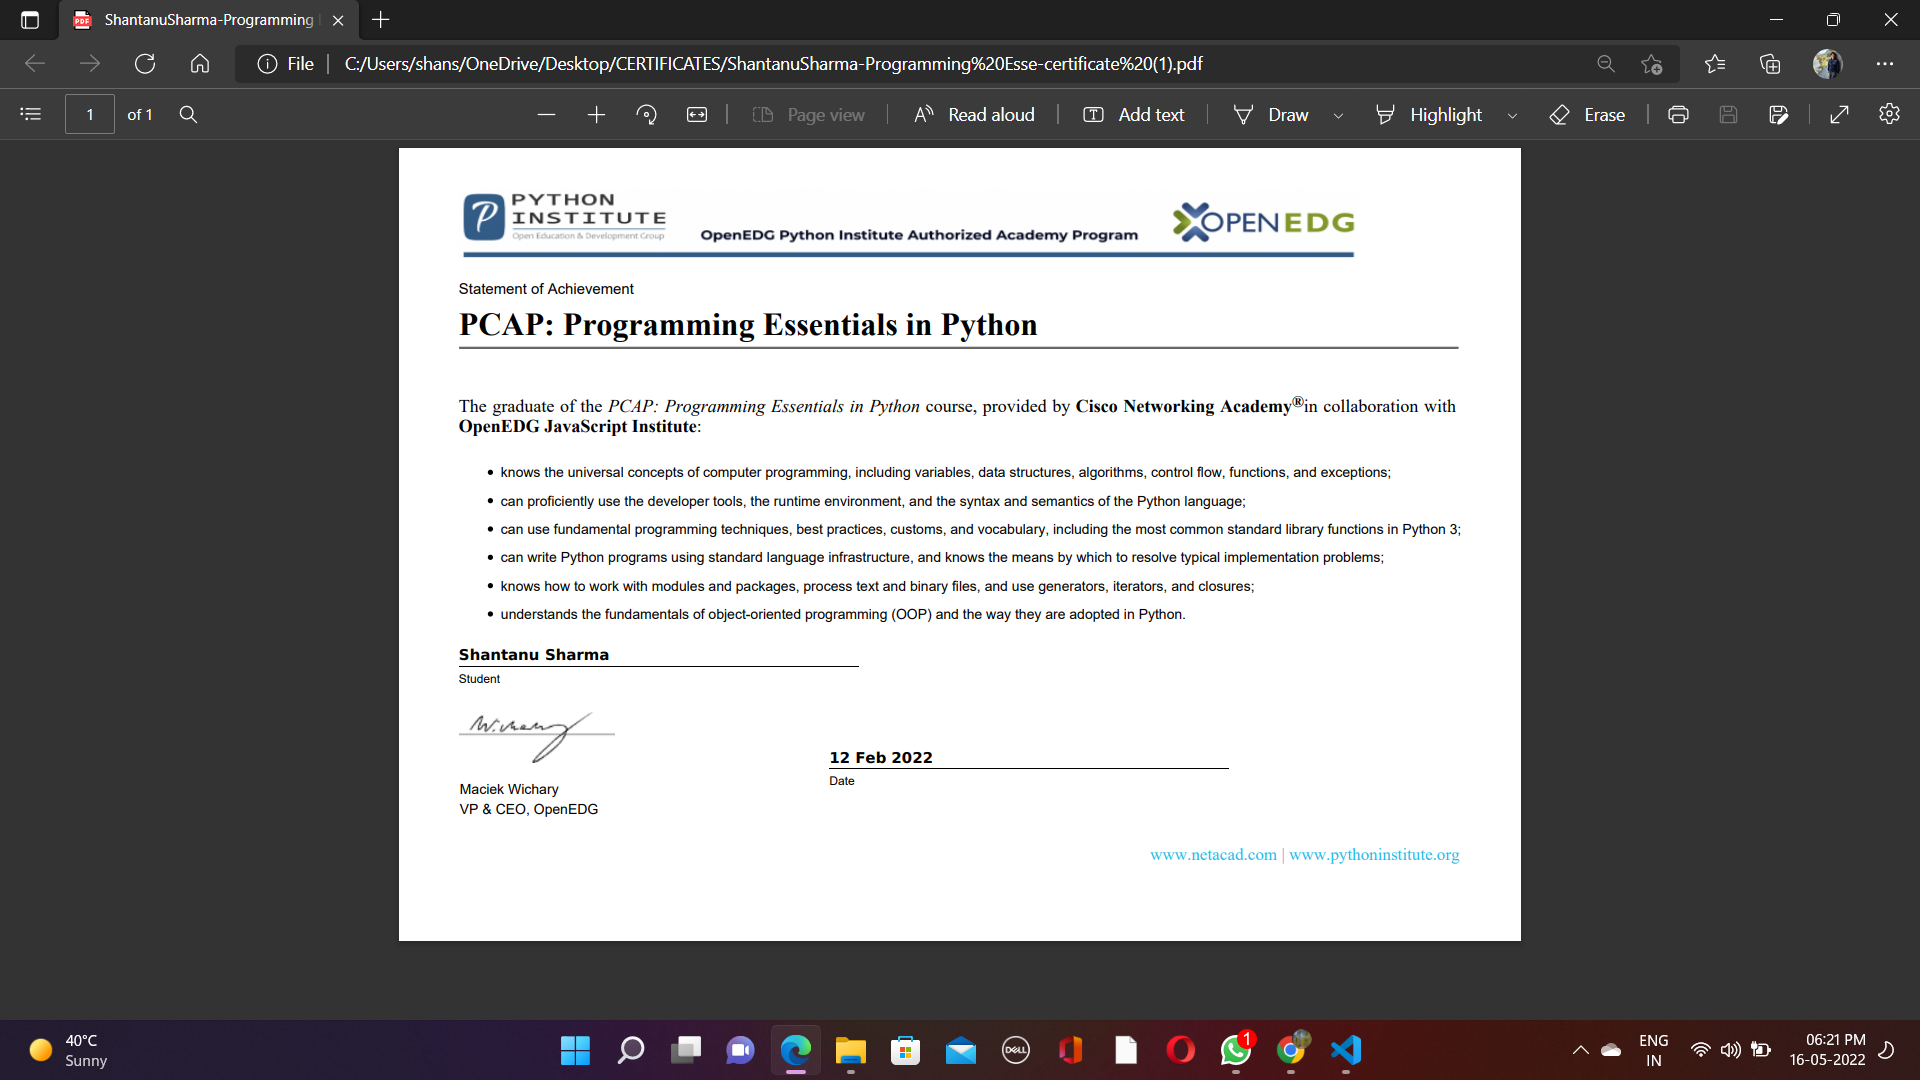 ShantanuSharma-Programming
File
C:/Users/shans/OneDrive/Desktop/CERTIFICATES/ShantanuSharma-Programming%20Esse-certificate%20(1).pdf
1 of 1
Page view
Read aloud
Add text
Draw
Highlight
Erase
PYTHON
INSTITUTE
Open Education & Development Group
OpenEDG Python Institute Authorized Academy Program
OPENEDG
Statement of Achievement
PCAP: Programming Essentials in Python
The graduate of the PCAP: Programming Essentials in Python course, provided by Cisco Networking Academy®in collaboration with
OpenEDG JavaScript Institute:
• knows the universal concepts of computer programming, including variables, data structures, algorithms, control flow, functions, and exceptions;
• can proficiently use the developer tools, the runtime environment, and the syntax and semantics of the Python language;
• can use fundamental programming techniques, best practices, customs, and vocabulary, including the most common standard library functions in Python 3;
• can write Python programs using standard language infrastructure, and knows the means by which to resolve typical implementation problems;
• knows how to work with modules and packages, process text and binary files, and use generators, iterators, and closures;
• understands the fundamentals of object-oriented programming (OOP) and the way they are adopted in Python.
Shantanu Sharma
Student
W.chary
12 Feb 2022
Date
Maciek Wichary
VP & CEO, OpenEDG
www.netacad.com | www.pythoninstitute.org
40°C
Sunny
DELL
1
ENG
IN
06:21 PM
16-05-2022